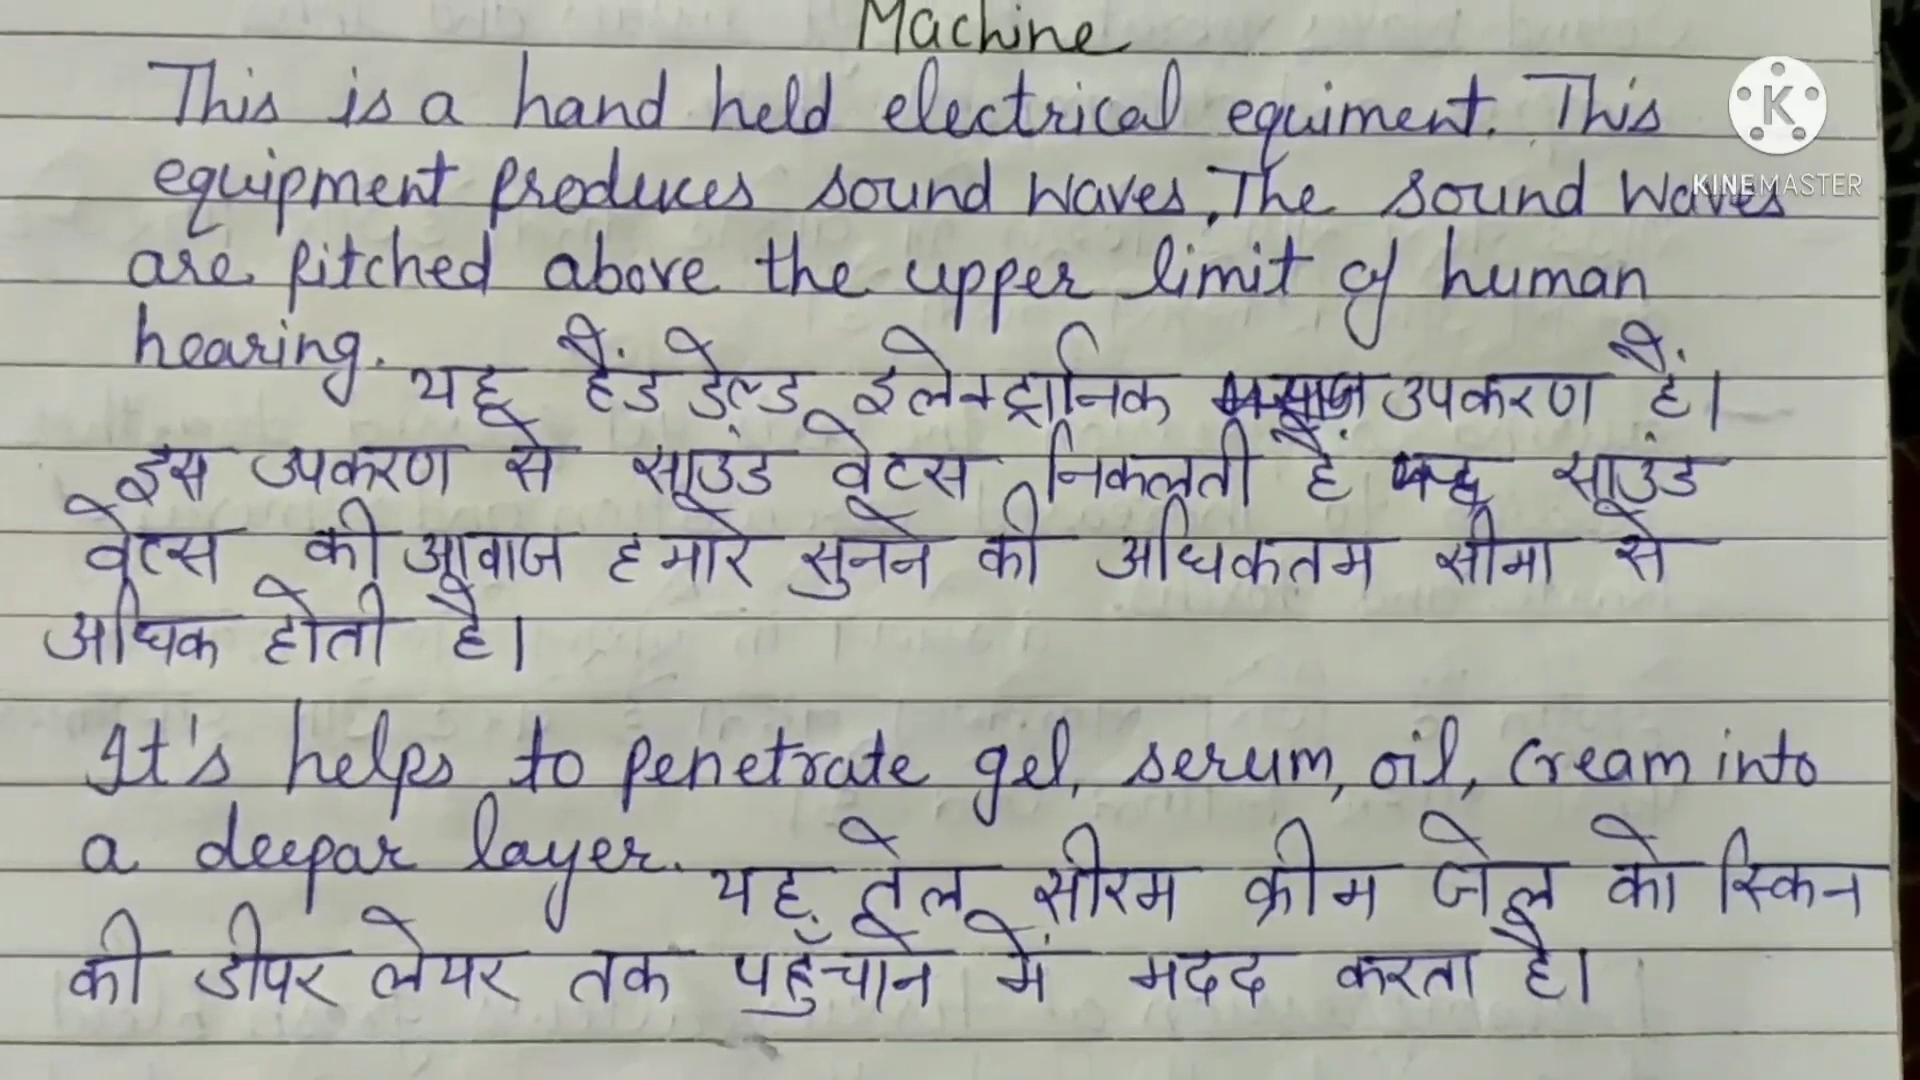 Machine
This is a hand held electrical equiment. This
equipment produces sound waves. The sound waves
are pitched above the upper limit of human
hearing. यह हैंड डेल्ड इलेक्ट्रानिक उपकरण हैं।
इस उपकरण से साउंड वेटस निकलती हैं साउंड
वेटस की आवाज हमारे सुनने की अधिकतम सीमा से
अधिक होती है।
It's helps to penetrate gel, serum, oil, cream into
a deepar layer. यह तेल सीरम क्रीम जेल को स्किन
की डीपर लेयर तक पहुँचाने में मदद करता है।
K
KINEMASTER